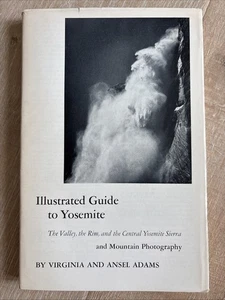 Illustrated Guide
to Yosemite
The Valley, the Rim, and the Central Yosemite Sierra
and Mountain Photography
BY VIRGINIA AND ANSEL ADAMS